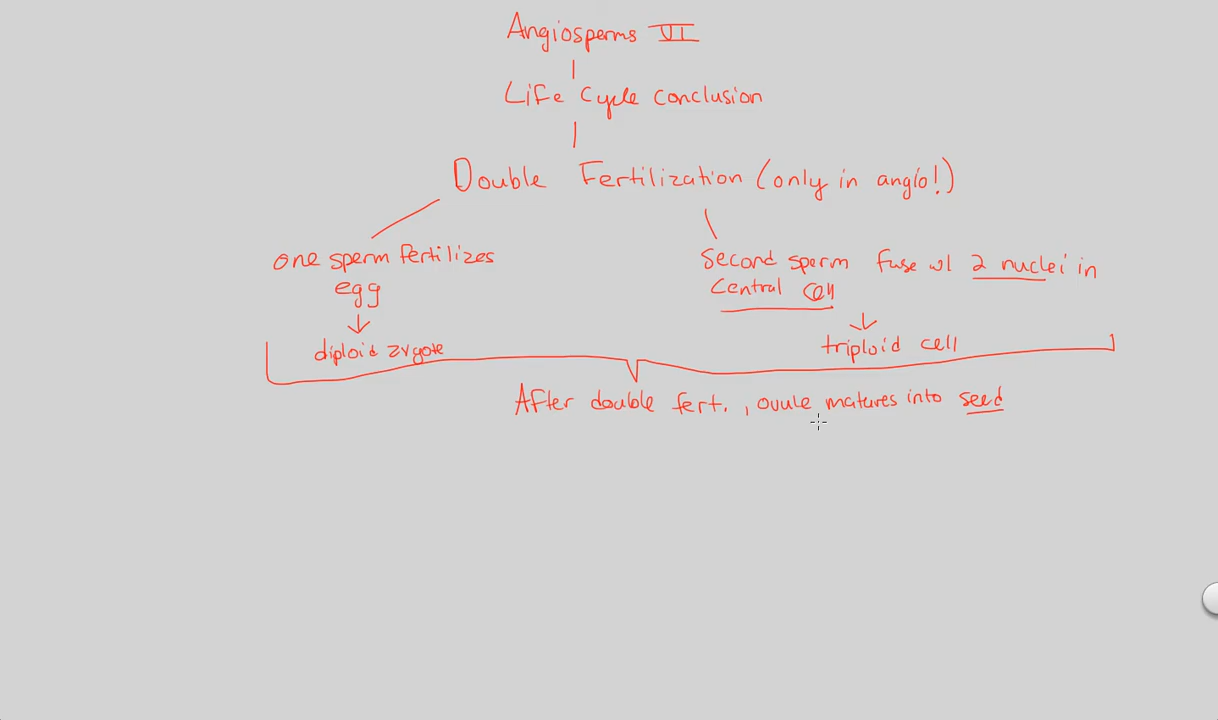 Angiosperms VI
Life Cycle Conclusion
Double Fertilization (only in angio!)
one sperm fertilizes
egg
diploid zygote
Second sperm fuse w/ 2 nuclei in
Central Cell
triploid cell
After double fert., ovule matures into seed